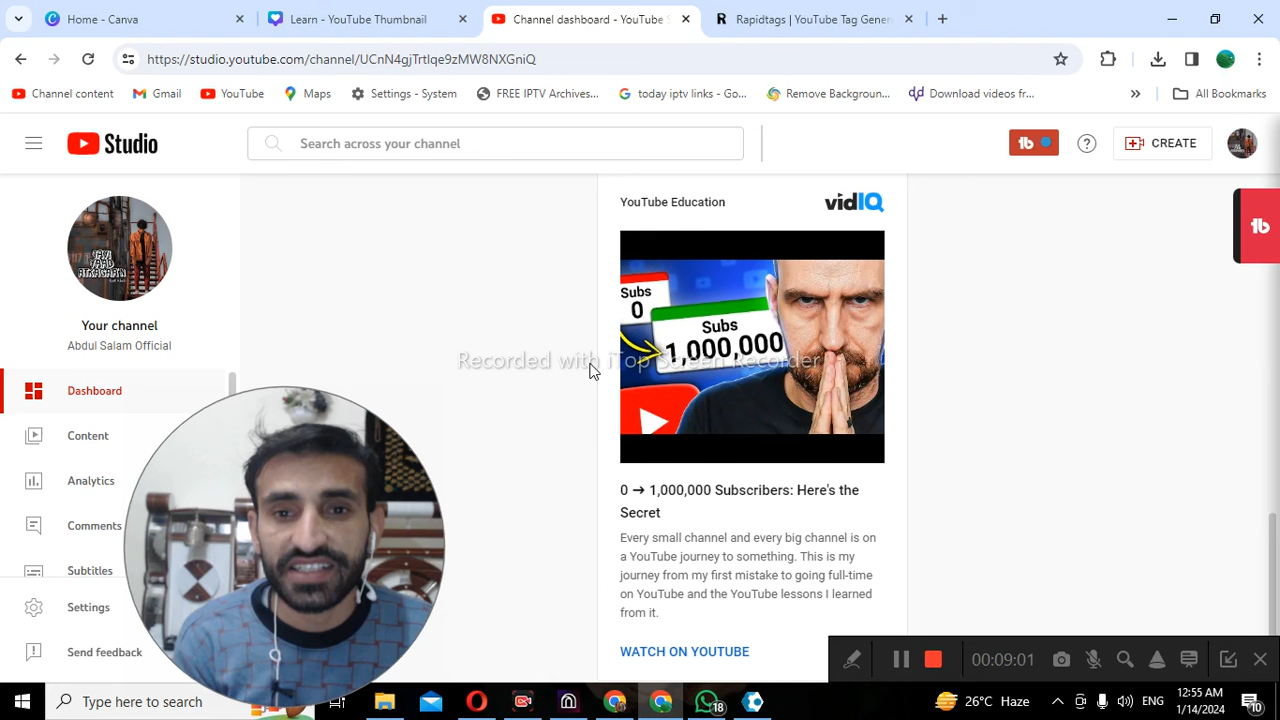 Home - Canva
Learn - YouTube Thumbnail
Channel dashboard - YouTube S
Rapidtags | YouTube Tag Gener
https://studio.youtube.com/channel/UCnN4gjTrtIqe9zMW8NXGniQ
Channel content
Gmail
YouTube
Maps
Settings - System
FREE IPTV Archives...
today iptv links - Go...
Remove Backgroun...
Download videos fr...
All Bookmarks
Studio
Search across your channel
tb
CREATE
YouTube Education
vidIQ
tb
Subs
0
Subs
1,000,000
Your channel
Abdul Salam Official
Recorded with iTop Screen Recorder
Dashboard
Content
Analytics
Comments
Subtitles
Settings
Send feedback
0 → 1,000,000 Subscribers: Here's the
Secret
Every small channel and every big channel is on
a YouTube journey to something. This is my
journey from my first mistake to going full-time
on YouTube and the YouTube lessons I learned
from it.
WATCH ON YOUTUBE
00:09:01
Type here to search
18
26°C Haze
ENG
12:55 AM
1/14/2024
10